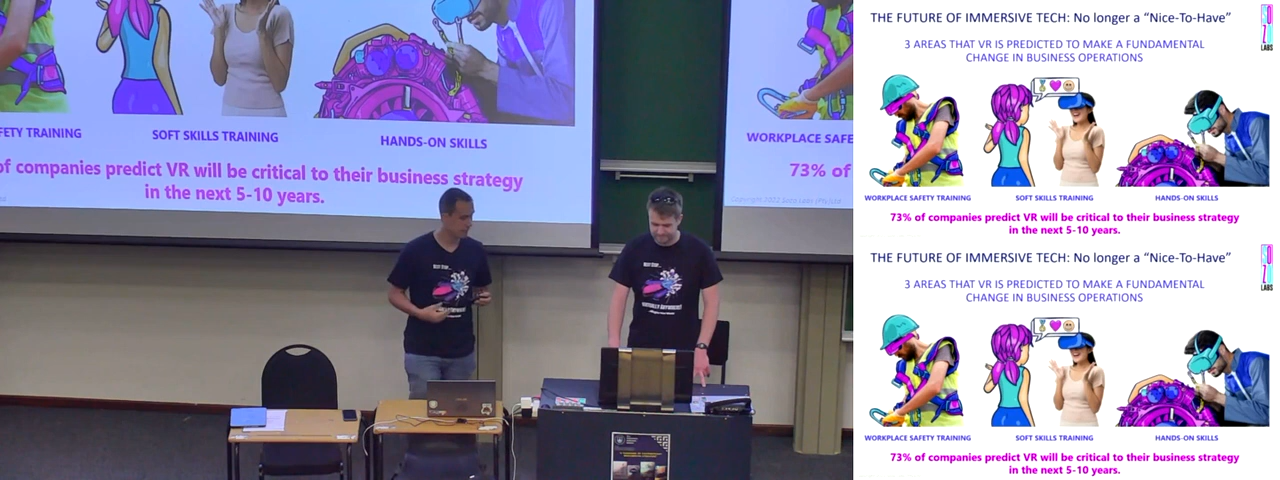 FETY TRAINING
SOFT SKILLS TRAINING
HANDS-ON SKILLS
of companies predict VR will be critical to their business strategy
in the next 5-10 years.
WORKPLACE SAFE
73% of
THE FUTURE OF IMMERSIVE TECH: No longer a “Nice-To-Have”
LABS
3 AREAS THAT VR IS PREDICTED TO MAKE A FUNDAMENTAL
CHANGE IN BUSINESS OPERATIONS
WORKPLACE SAFETY TRAINING
SOFT SKILLS TRAINING
HANDS-ON SKILLS
73% of companies predict VR will be critical to their business strategy
in the next 5-10 years.
THE FUTURE OF IMMERSIVE TECH: No longer a “Nice-To-Have”
LABS
3 AREAS THAT VR IS PREDICTED TO MAKE A FUNDAMENTAL
CHANGE IN BUSINESS OPERATIONS
WORKPLACE SAFETY TRAINING
SOFT SKILLS TRAINING
HANDS-ON SKILLS
73% of companies predict VR will be critical to their business strategy
in the next 5-10 years.